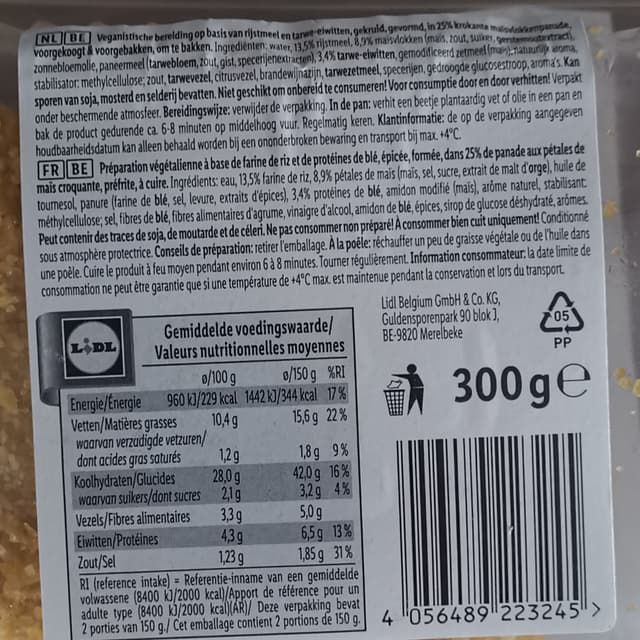 NL BE Veganistische bereiding op basis van rijstmeel en tarwe-eiwitten, gekruid, gevormd, in 25% krokante maïsvlokkenpanade,
voorgekookt & voorgebakken, om te bakken. Ingrediënten: water, 13,5% rijstmeel, 8,9% maïsvlokken (maïs, zout, suiker, gerstemoutextract),
zonnebloemolie, paneermeel (tarwebloem, zout, gist, specerijenextracten), 3,4% tarwe-eiwitten, gemodificeerd zetmeel (maïs), natuurlijk aroma,
stabilisator: methylcellulose; zout, tarwevezel, citrusvezel, brandewijnazijn, tarwezetmeel, specerijen, gedroogde glucosestroop, aroma's. Kan
sporen van soja, mosterd en selderij bevatten. Niet geschikt om onbereid te consumeren! Voor consumptie door en door verhitten! Verpakt
onder beschermende atmosfeer. Bereidingswijze: verwijder de verpakking. In de pan: verhit een beetje plantaardig vet of olie in een pan en
bak de product gedurende ca. 6-8 minuten op middelhoog vuur. Regelmatig keren. Klantinformatie: de op de verpakking aangegeven
houdbaarheidsdatum kan alleen behaald worden bij een ononderbroken bewaring en transport bij max. +4°C.
FR BE Préparation végétalienne à base de farine de riz et de protéines de blé, épicée, formée, dans 25% de panade aux pétales de
maïs croquante, préfrite, à cuire. Ingrédients: eau, 13,5% farine de riz, 8,9% pétales de maïs (maïs, sel, sucre, extrait de malt d'orge), huile de
tournesol, panure (farine de blé, sel, levure, extraits d'épices), 3,4% protéines de blé, amidon modifié (maïs), arôme naturel, stabilisant:
méthylcellulose; sel, fibres de blé, fibres alimentaires d'agrume, vinaigre d'alcool, amidon de blé, épices, sirop de glucose déshydraté, arômes.
Peut contenir des traces de soja, de moutarde et de céleri. Ne pas consommer non préparé! À consommer bien cuit uniquement! Conditionné
sous atmosphère protectrice. Conseils de préparation: retirer l'emballage. À la poêle: réchauffer un peu de graisse végétale ou de l'huile dans
une poêle. Cuire le produit à feu moyen pendant environ 6 à 8 minutes. Tourner régulièrement. Information consommateur: la date limite de
consommation ne peut être garantie que si une température de +4°C max. est maintenue pendant la conservation et lors du transport.
LIDL
Gemiddelde voedingswaarde/
Valeurs nutritionnelles moyennes
ø/100 g ø/150 g %RI
Energie/Énergie 960 kJ/229 kcal 1442 kJ/344 kcal 17%
Vetten/Matières grasses 10,4 g 15,6 g 22%
waarvan verzadigde vetzuren/
dont acides gras saturés 1,2 g 1,8 g 9%
Koolhydraten/Glucides 28,0 g 42,0 g 16%
waarvan suikers/dont sucres 2,1 g 3,2 g 4%
Vezels/Fibres alimentaires 3,3 g 5,0 g
Eiwitten/Protéines 4,3 g 6,5 g 13%
Zout/Sel 1,23 g 1,85 g 31%
RI (reference intake) = Referentie-inname van een gemiddelde
volwassene (8400 kJ/2000 kcal)/Apport de référence pour un
adulte type (8400 kJ/2000 kcal)(AR)/ Deze verpakking bevat
2 porties van 150 g./ Cet emballage contient 2 portions de 150 g.
Lidl Belgium GmbH & Co. KG,
Guldensporenpark 90 blok J,
BE-9820 Merelbeke
05
PP
300 g e
4 056489 223245 >